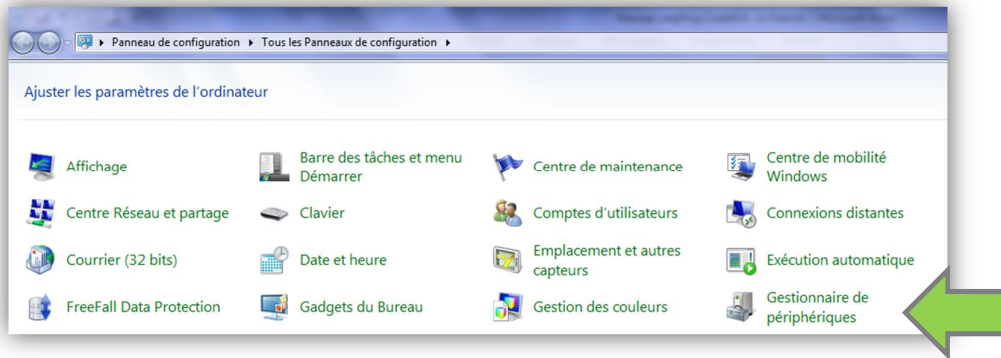 Panneau de configuration ▸ Tous les Panneaux de configuration ▸
Ajuster les paramètres de l'ordinateur
Affichage
Barre des tâches et menu
Démarrer
Centre de maintenance
Centre de mobilité
Windows
Centre Réseau et partage
Clavier
Comptes d'utilisateurs
Connexions distantes
Courrier (32 bits)
Date et heure
Emplacement et autres
capteurs
Exécution automatique
FreeFall Data Protection
Gadgets du Bureau
Gestion des couleurs
Gestionnaire de
périphériques